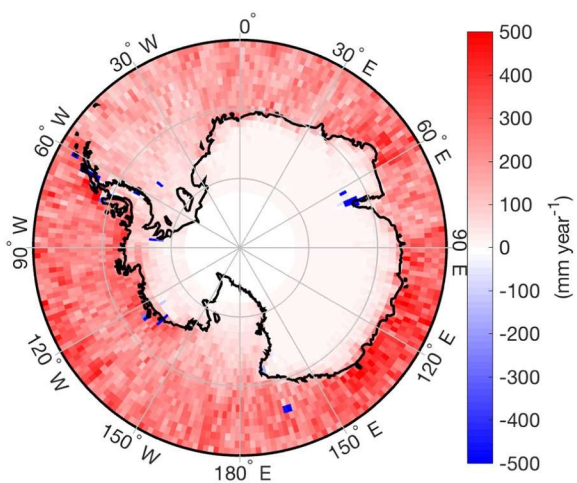 0°
30° E
60° E
90° E
120° E
150° E
180° E
150° W
120° W
90° W
60° W
30° W
500
400
300
200
100
0
-100
-200
-300
-400
-500
(mm year⁻¹)